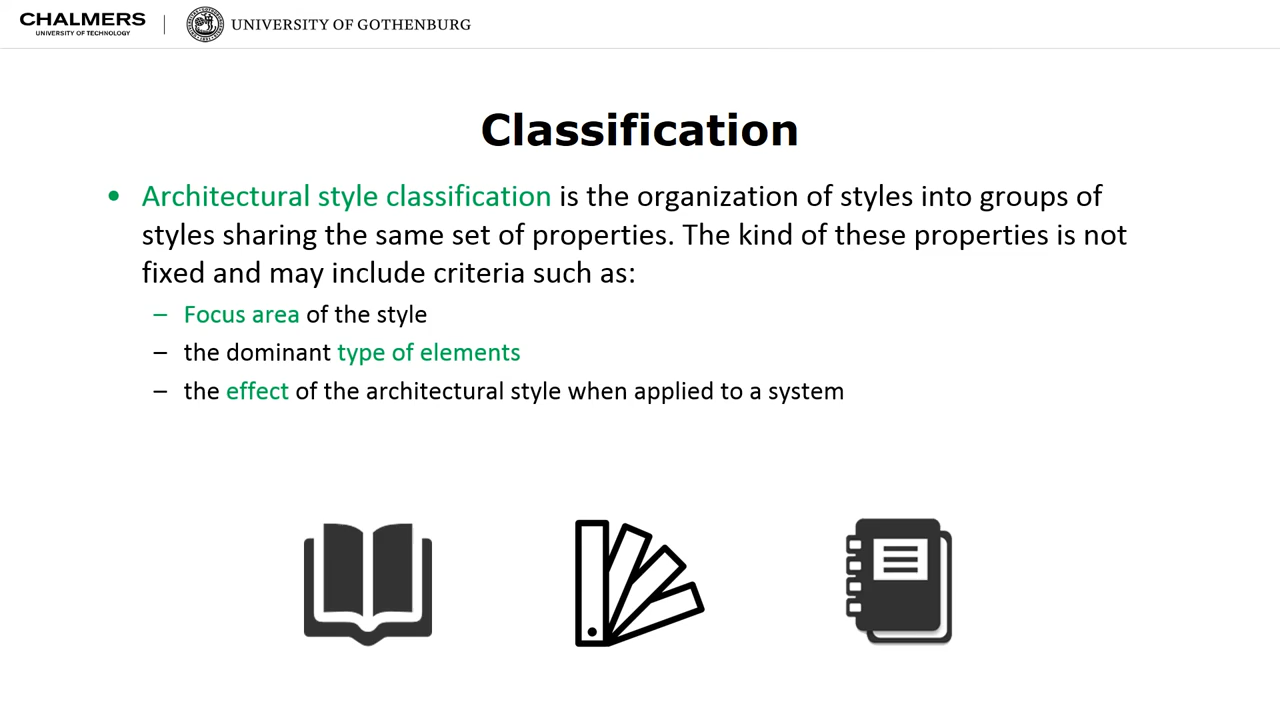 CHALMERS
UNIVERSITY OF TECHNOLOGY
UNIVERSITY OF GOTHENBURG
Classification
• Architectural style classification is the organization of styles into groups of
styles sharing the same set of properties. The kind of these properties is not
fixed and may include criteria such as:
– Focus area of the style
– the dominant type of elements
– the effect of the architectural style when applied to a system